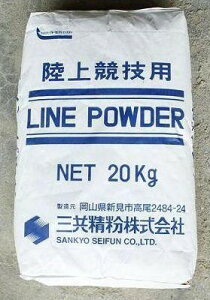 陸上競技用
LINE POWDER
NET 20Kg
製造元 岡山県新見市高尾2484-24
三共精粉株式会社
SANKYO SEIFUN CO.,LTD.